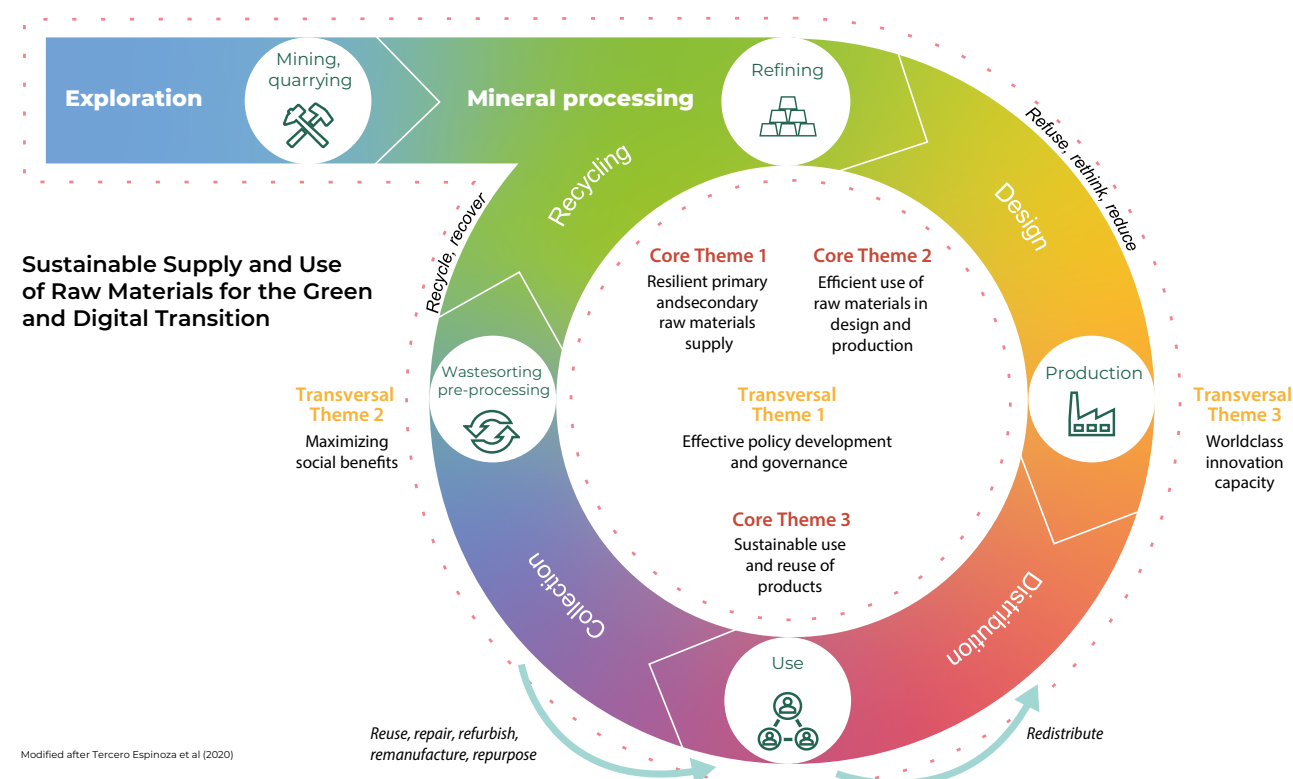 Mining,
quarrying
Exploration
Mineral processing
Refining
Recycling
Refuse, rethink, reduce
Design
Recycle, recover
Sustainable Supply and Use
of Raw Materials for the Green
and Digital Transition
Core Theme 1
Resilient primary
andsecondary
raw materials
supply
Core Theme 2
Efficient use of
raw materials in
design and
production
Wastesorting
pre-processing
Production
Transversal
Theme 2
Maximizing
social benefits
Transversal
Theme 1
Effective policy development
and governance
Transversal
Theme 3
Worldclass
innovation
capacity
Core Theme 3
Sustainable use
and reuse of
products
Collection
Distribution
Use
Reuse, repair, refurbish,
remanufacture, repurpose
Redistribute
Modified after Tercero Espinoza et al (2020)